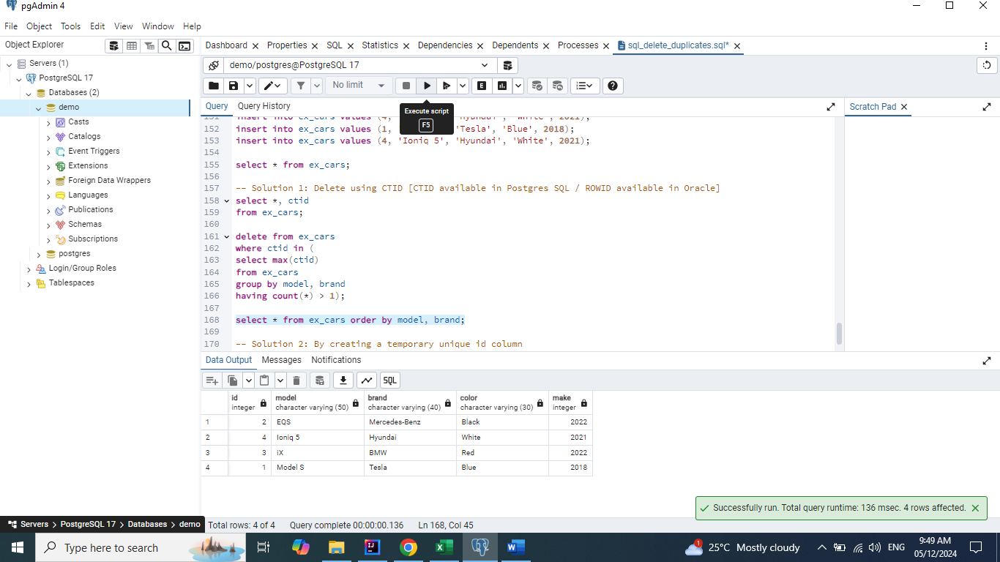 pgAdmin 4
File Object Tools Edit View Window Help
Object Explorer
Servers (1)
PostgreSQL 17
Databases (2)
demo
Casts
Catalogs
Event Triggers
Extensions
Foreign Data Wrappers
Languages
Publications
Schemas
Subscriptions
postgres
Login/Group Roles
Tablespaces
Dashboard Properties SQL Statistics Dependencies Dependents Processes sql_delete_duplicates.sql*
demo/postgres@PostgreSQL 17
No limit E
Query Query History
Execute script
F5
Scratch Pad
151 insert into ex_cars values (4, 'Hyundai', 'White', 2021);
152 insert into ex_cars values (1, 'Tesla', 'Blue', 2018);
153 insert into ex_cars values (4, 'Ioniq 5', 'Hyundai', 'White', 2021);
154
155 select * from ex_cars;
156
157 -- Solution 1: Delete using CTID [CTID available in Postgres SQL / ROWID available in Oracle]
158 select *, ctid
159 from ex_cars;
160
161 delete from ex_cars
162 where ctid in (
163 select max(ctid)
164 from ex_cars
165 group by model, brand
166 having count(*) > 1);
167
168 select * from ex_cars order by model, brand;
169
170 -- Solution 2: By creating a temporary unique id column
Data Output Messages Notifications
SQL
id model brand color make
integer character varying (50) character varying (40) character varying (30) integer
1 2 EQS Mercedes-Benz Black 2022
2 4 Ioniq 5 Hyundai White 2021
3 3 iX BMW Red 2022
4 1 Model S Tesla Blue 2018
Successfully run. Total query runtime: 136 msec. 4 rows affected.
Servers > PostgreSQL 17 > Databases > demo
Total rows: 4 of 4 Query complete 00:00:00.136 Ln 168, Col 45
Type here to search
1 25°C Mostly cloudy ENG
9:49 AM
05/12/2024